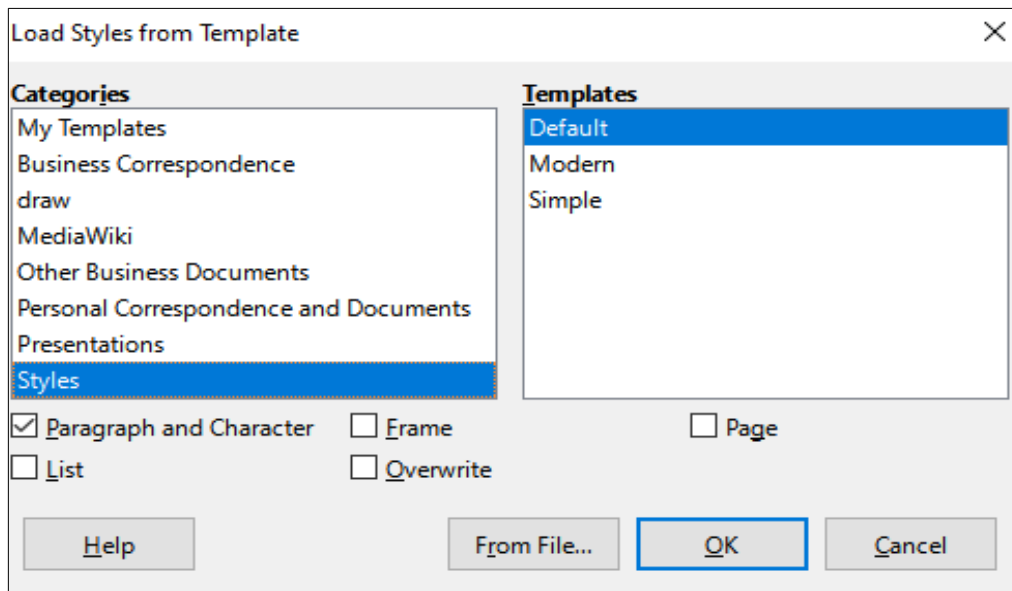 Load Styles from Template
Categories
My Templates
Business Correspondence
draw
MediaWiki
Other Business Documents
Personal Correspondence and Documents
Presentations
Styles
Templates
Default
Modern
Simple
Paragraph and Character Frame Page
List Overwrite
Help From File... OK Cancel